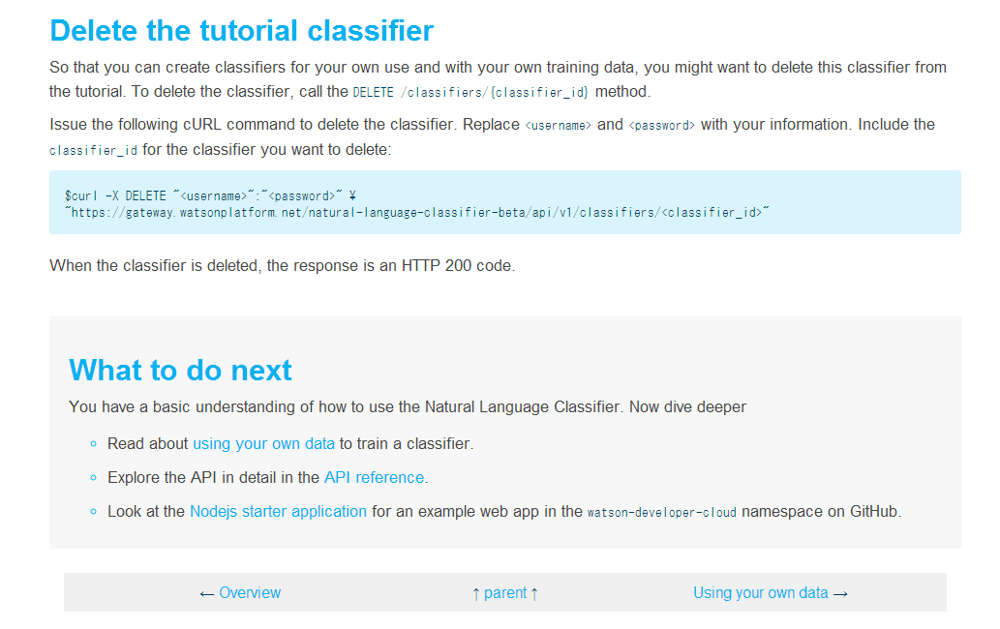 Delete the tutorial classifier
So that you can create classifiers for your own use and with your own training data, you might want to delete this classifier from
the tutorial. To delete the classifier, call the DELETE /classifiers/{classifier_id} method.
Issue the following cURL command to delete the classifier. Replace <username> and <password> with your information. Include the
classifier_id for the classifier you want to delete:
$curl -X DELETE "<username>":"<password>" ¥
"https://gateway.watsonplatform.net/natural-language-classifier-beta/api/v1/classifiers/<classifier_id>"
When the classifier is deleted, the response is an HTTP 200 code.
What to do next
You have a basic understanding of how to use the Natural Language Classifier. Now dive deeper
◦ Read about using your own data to train a classifier.
◦ Explore the API in detail in the API reference.
◦ Look at the Nodejs starter application for an example web app in the watson-developer-cloud namespace on GitHub.
← Overview ↑ parent ↑ Using your own data →